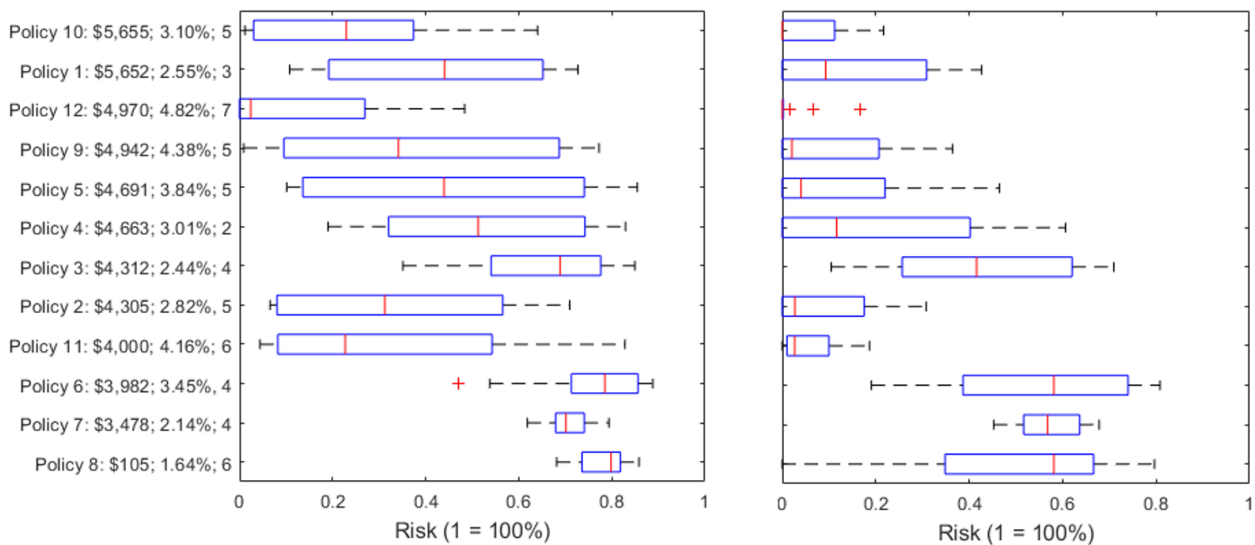 Policy 10: $5,655; 3.10%; 5
Policy 1: $5,652; 2.55%; 3
Policy 12: $4,970; 4.82%; 7
Policy 9: $4,942; 4.38%; 5
Policy 5: $4,691; 3.84%; 5
Policy 4: $4,663; 3.01%; 2
Policy 3: $4,312; 2.44%; 4
Policy 2: $4,305; 2.82%, 5
Policy 11: $4,000; 4.16%; 6
Policy 6: $3,982; 3.45%, 4
Policy 7: $3,478; 2.14%; 4
Policy 8: $105; 1.64%; 6
0 0.2 0.4 0.6 0.8 1
Risk (1 = 100%)
0 0.2 0.4 0.6 0.8 1
Risk (1 = 100%)